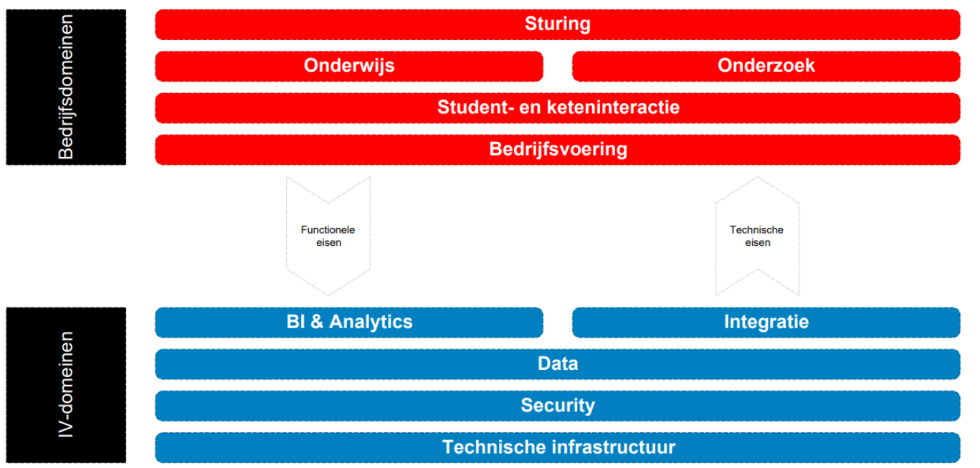 Bedrijfsdomeinen
Sturing
Onderwijs
Onderzoek
Student- en keteninteractie
Bedrijfsvoering
Functionele
eisen
Technische
eisen
IV-domeinen
BI & Analytics
Integratie
Data
Security
Technische infrastructuur